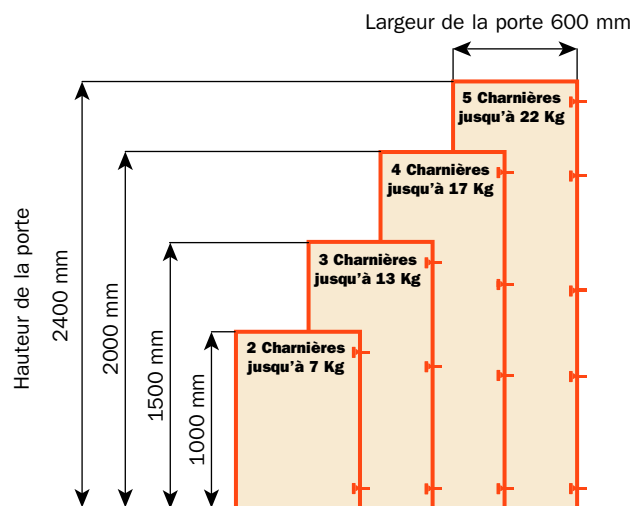 Largeur de la porte 600 mm
5 Charnières
jusqu'à 22 Kg
4 Charnières
jusqu'à 17 Kg
3 Charnières
jusqu'à 13 Kg
2 Charnières
jusqu'à 7 Kg
Hauteur de la porte
2400 mm
2000 mm
1500 mm
1000 mm